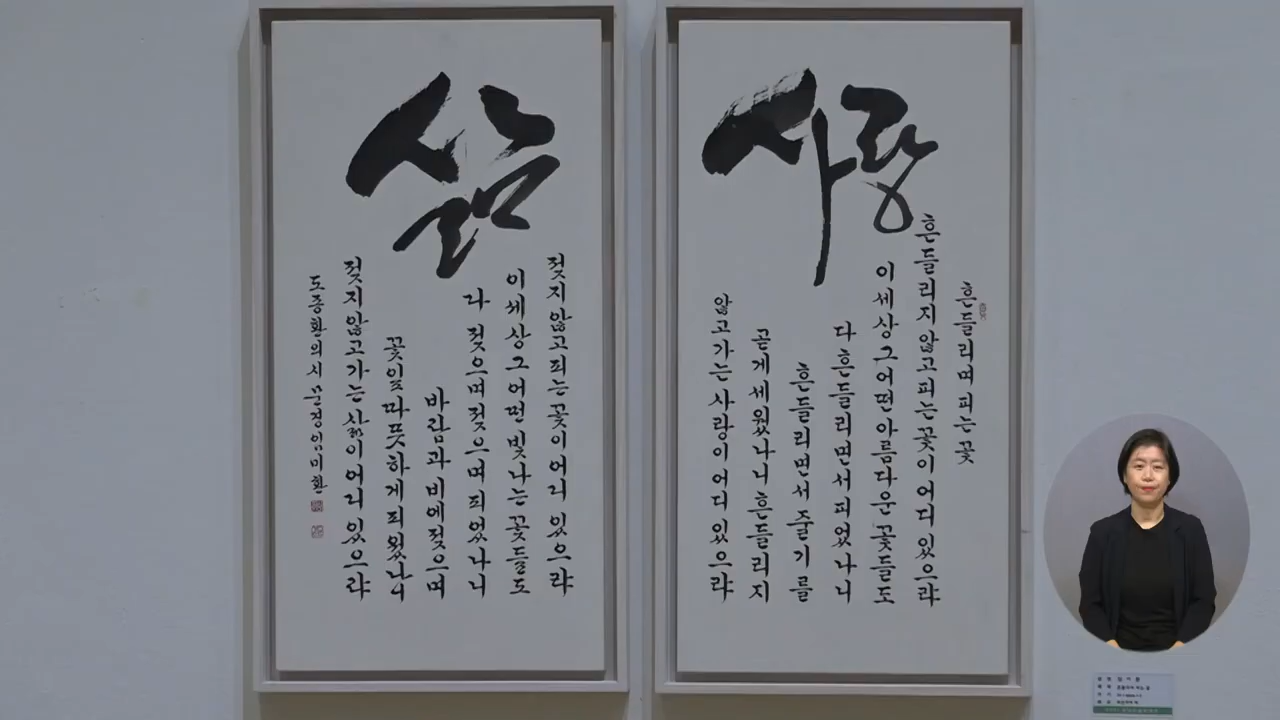 사랑
흔들리며 피는 꽃
흔들리지 않고 피는 꽃이 어디 있으랴
이 세상 그 어떤 아름다운 꽃들도
다 흔들리면서 피었나니
흔들리면서 줄기를
곧게 세웠나니 흔들리지
않고 가는 사랑이 어디 있으랴
삶
젖지 않고 피는 꽃이 어디 있으랴
이 세상 그 어떤 빛나는 꽃들도
다 젖으며 젖으며 피었나니
바람과 비에 젖으며
꽃잎 따뜻하게 피웠나니
젖지 않고 가는 삶이 어디 있으랴
도종환의 시 임미환